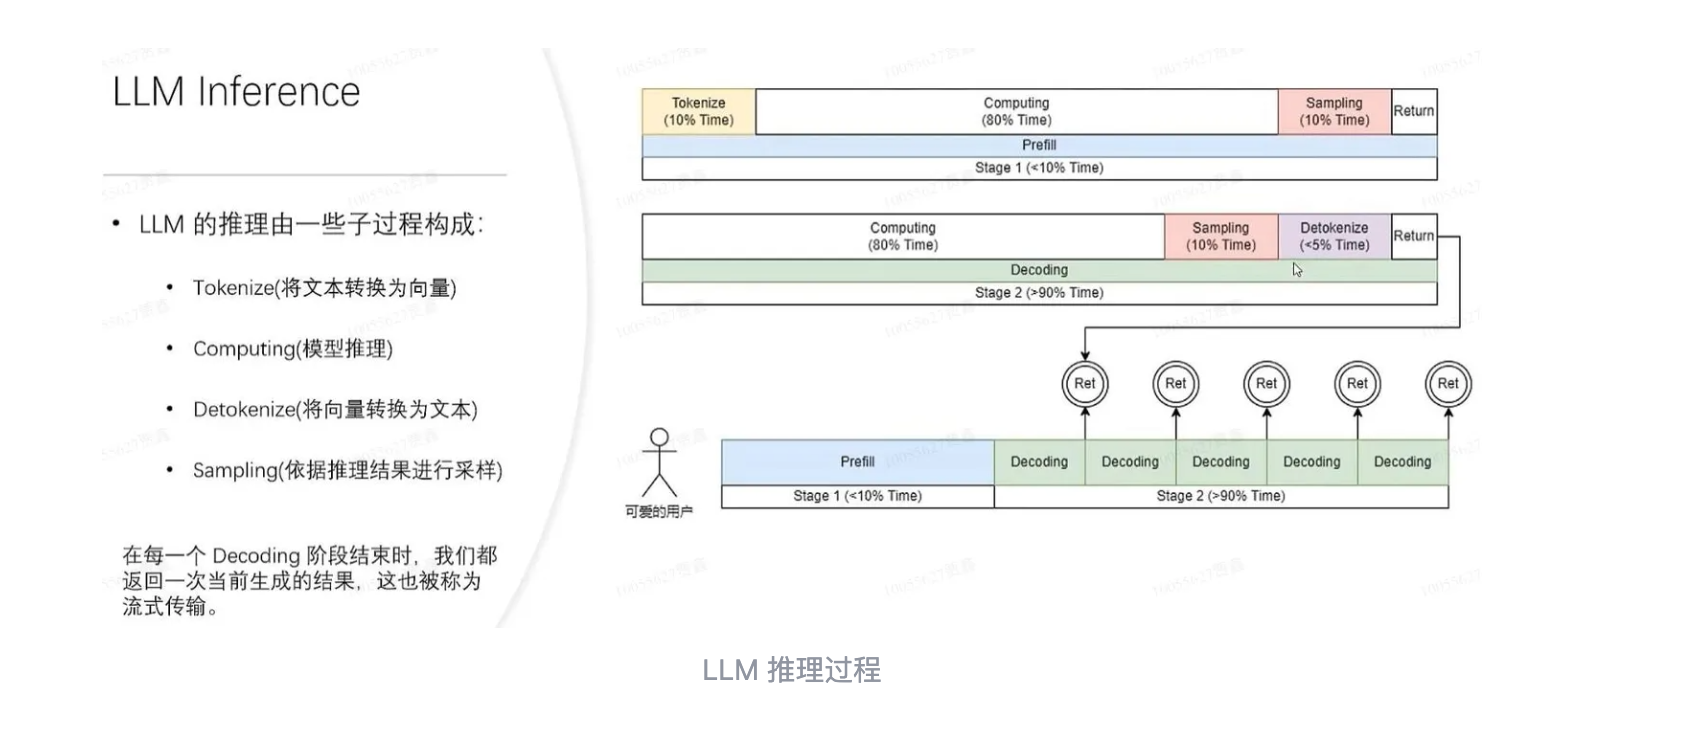 LLM Inference
• LLM 的推理由一些子过程构成：
• Tokenize(将文本转换为向量)
• Computing(模型推理)
• Detokenize(将向量转换为文本)
• Sampling(依据推理结果进行采样)
在每一个 Decoding 阶段结束时，我们都
返回一次当前生成的结果，这也被称为
流式传输。
Tokenize
(10% Time)
Computing
(80% Time)
Sampling
(10% Time)
Return
Prefill
Stage 1 (<10% Time)
Computing
(80% Time)
Sampling
(10% Time)
Detokenize
(<5% Time)
Return
Decoding
Stage 2 (>90% Time)
Ret
Ret
Ret
Ret
Ret
Prefill
Decoding
Decoding
Decoding
Decoding
Decoding
Stage 1 (<10% Time)
Stage 2 (>90% Time)
可爱的用户
LLM 推理过程